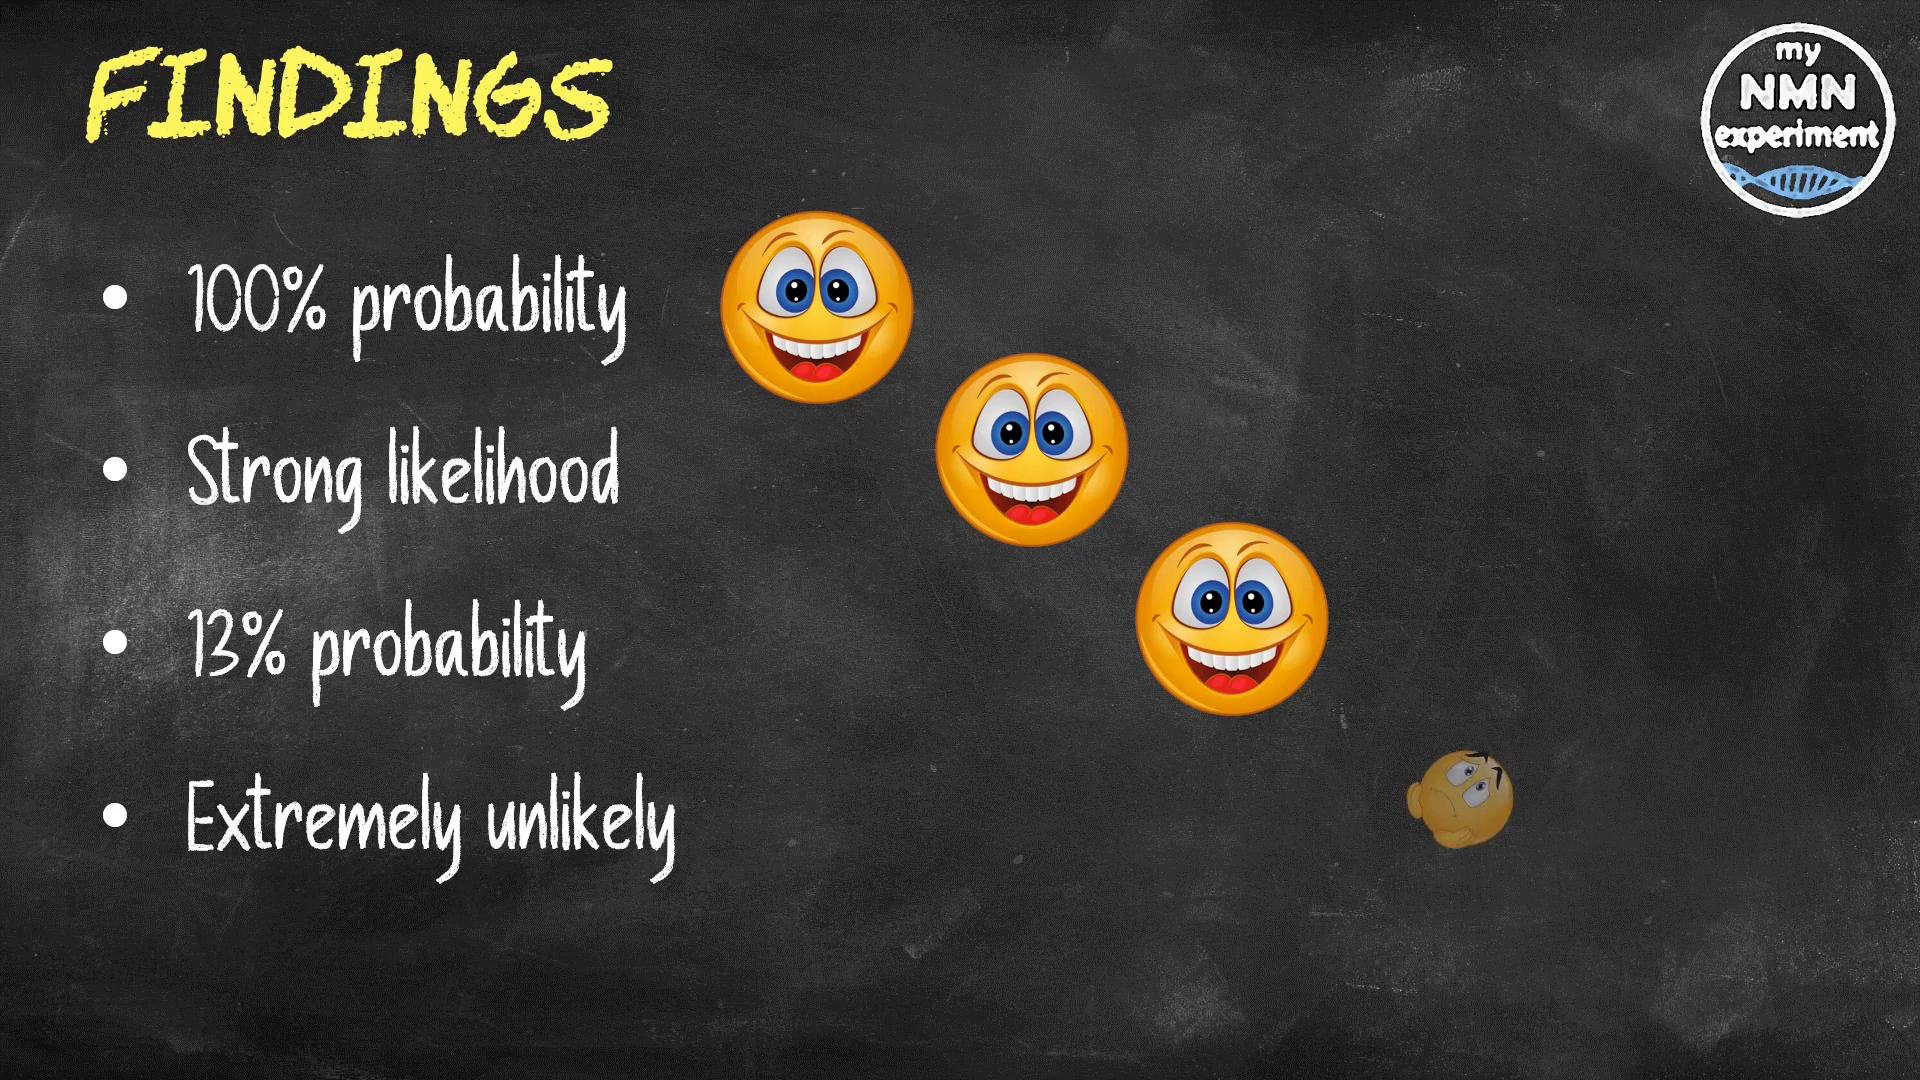 FINDINGS
my
NMN
experiment
• 100% probability
• Strong likelihood
• 13% probability
• Extremely unlikely